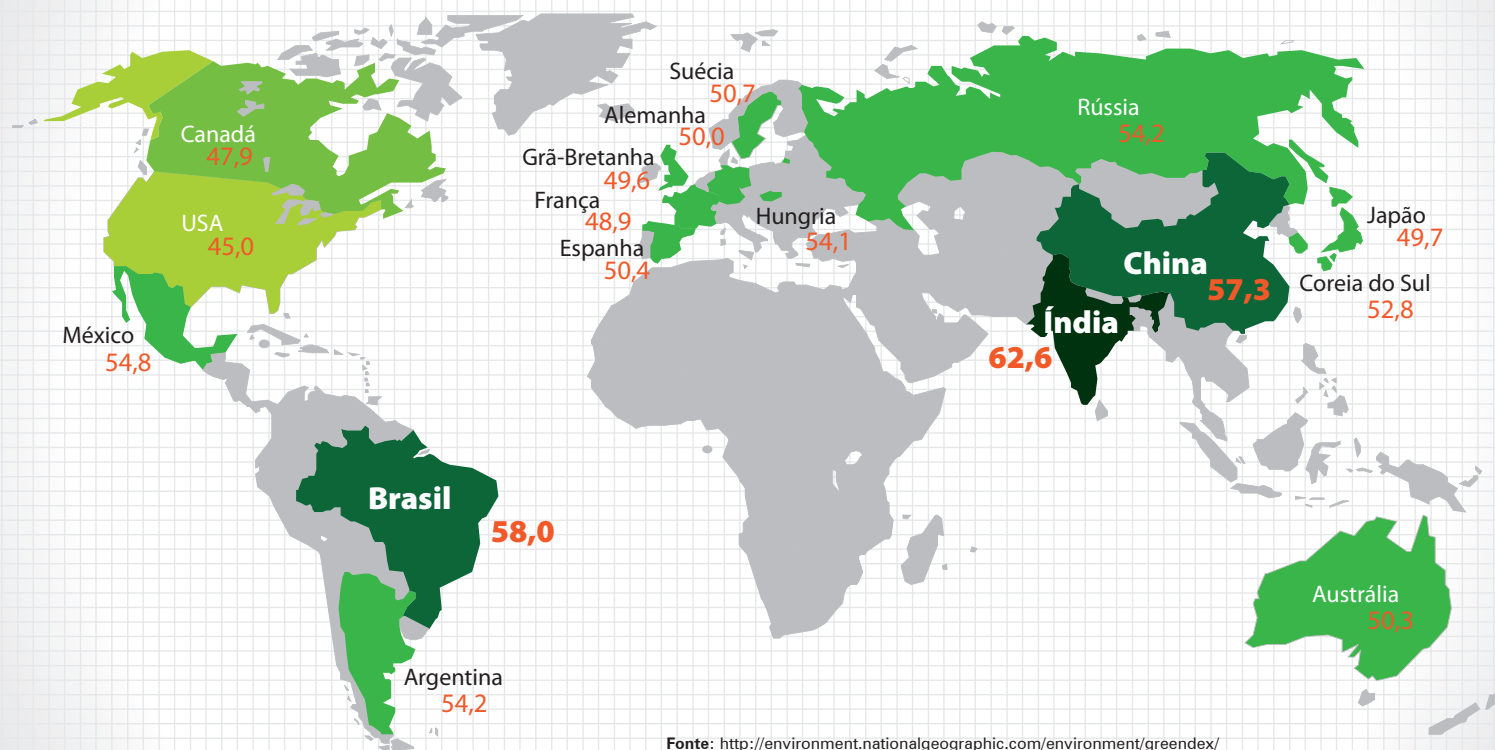 Suécia
50,7
Alemanha
50,0
Grã-Bretanha
49,6
França
48,9
Espanha
50,4
Hungria
54,1
Rússia
54,2
Canadá
47,9
USA
45,0
México
54,8
Brasil
58,0
Argentina
54,2
China
57,3
Índia
62,6
Japão
49,7
Coreia do Sul
52,8
Austrália
50,3
Fonte: http://environment.nationalgeographic.com/environment/greendex/